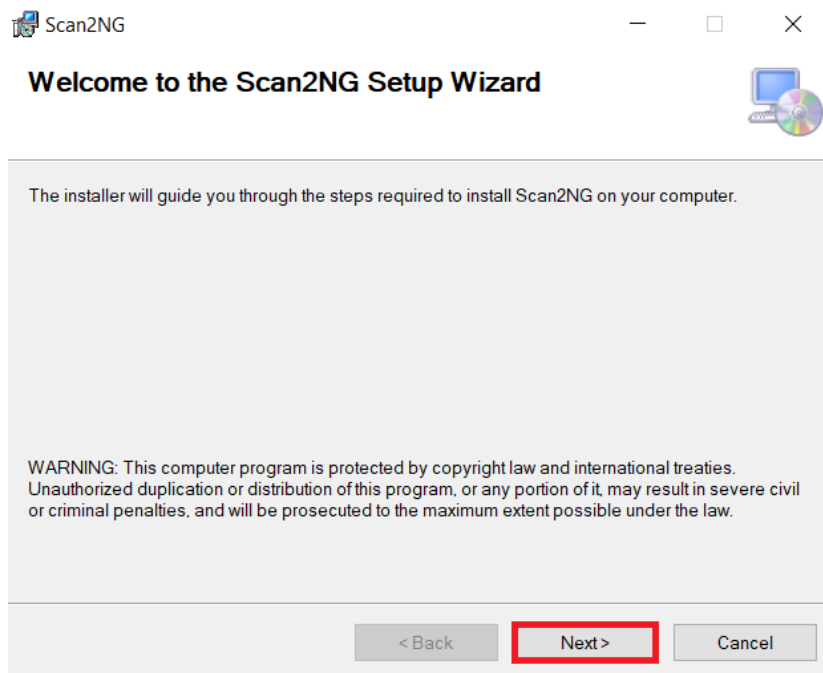 Scan2NG
Welcome to the Scan2NG Setup Wizard
The installer will guide you through the steps required to install Scan2NG on your computer.
WARNING: This computer program is protected by copyright law and international treaties.
Unauthorized duplication or distribution of this program, or any portion of it, may result in severe civil
or criminal penalties, and will be prosecuted to the maximum extent possible under the law.
< Back Next > Cancel